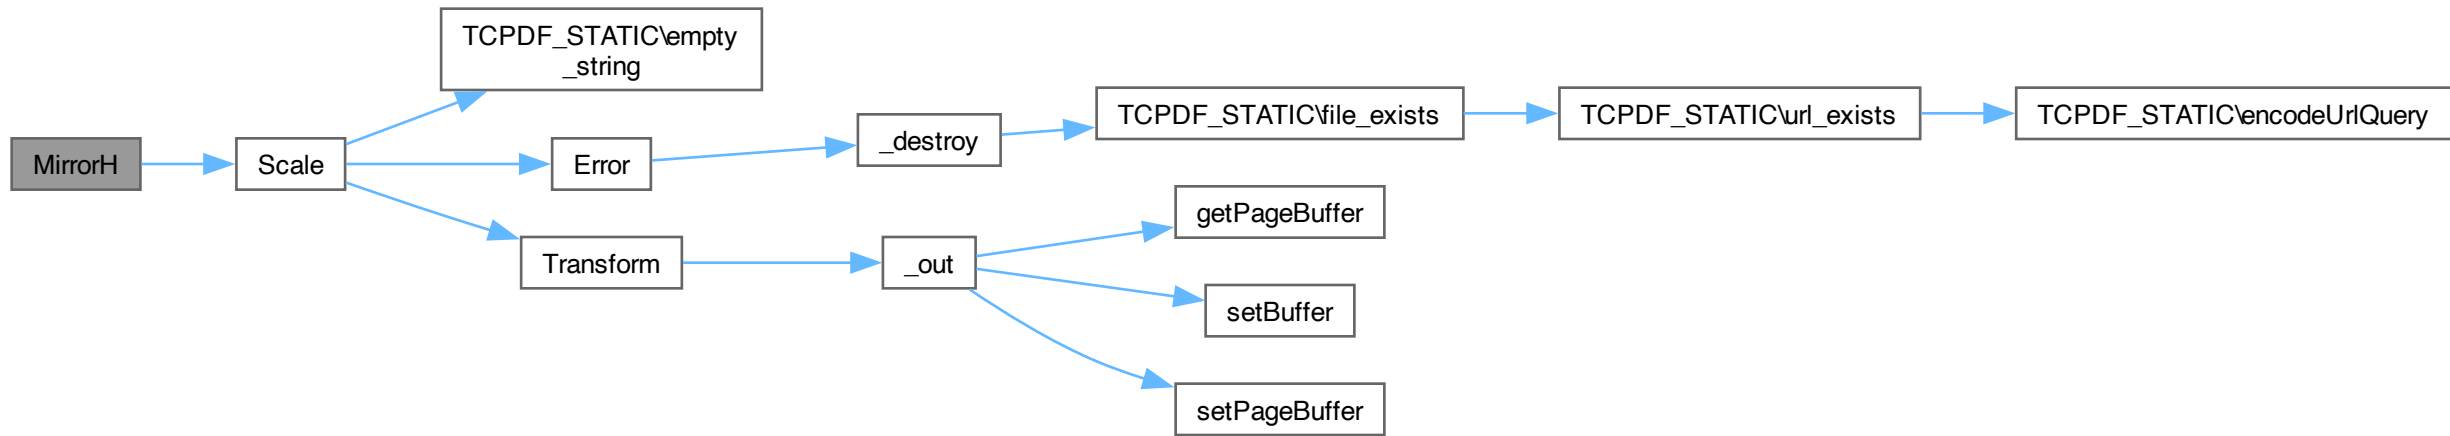 MirrorH
Scale
TCPDF_STATIC\empty
_string
Error
Transform
_destroy
_out
TCPDF_STATIC\file_exists
getPageBuffer
setBuffer
setPageBuffer
TCPDF_STATIC\url_exists
TCPDF_STATIC\encodeUrlQuery